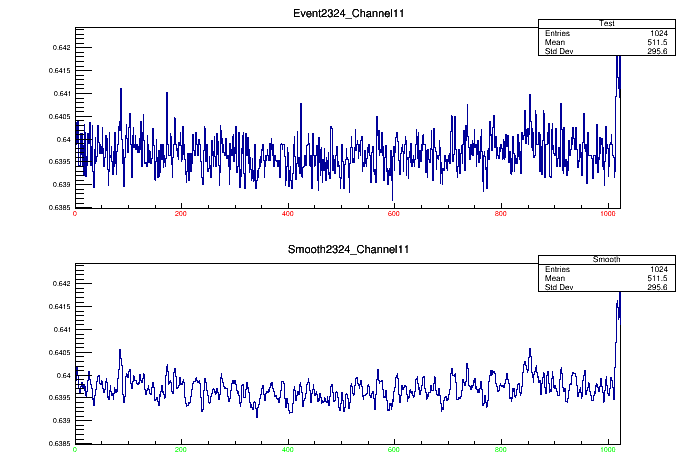 Event2324_Channel11
Test
Entries 1024
Mean 511.5
Std Dev 295.6
0.642
0.6415
0.641
0.6405
0.64
0.6395
0.639
0.6385
0 200 400 600 800 1000
Smooth2324_Channel11
Smooth
Entries 1024
Mean 511.5
Std Dev 295.6
0.642
0.6415
0.641
0.6405
0.64
0.6395
0.639
0.6385
0 200 400 600 800 1000